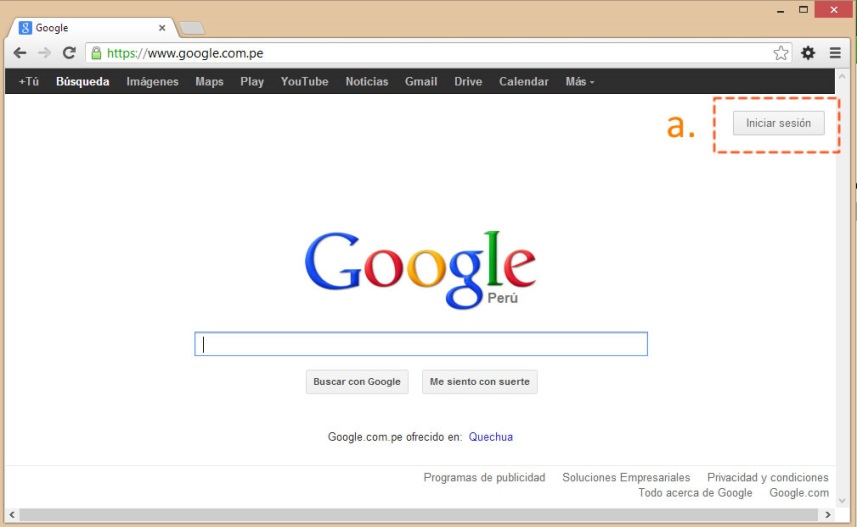 Google
https://www.google.com.pe
+Tú Búsqueda Imágenes Maps Play YouTube Noticias Gmail Drive Calendar Más
a. Iniciar sesión
Google
Perú
Buscar con Google Me siento con suerte
Google.com.pe ofrecido en: Quechua
Programas de publicidad Soluciones Empresariales Privacidad y condiciones
Todo acerca de Google Google.com